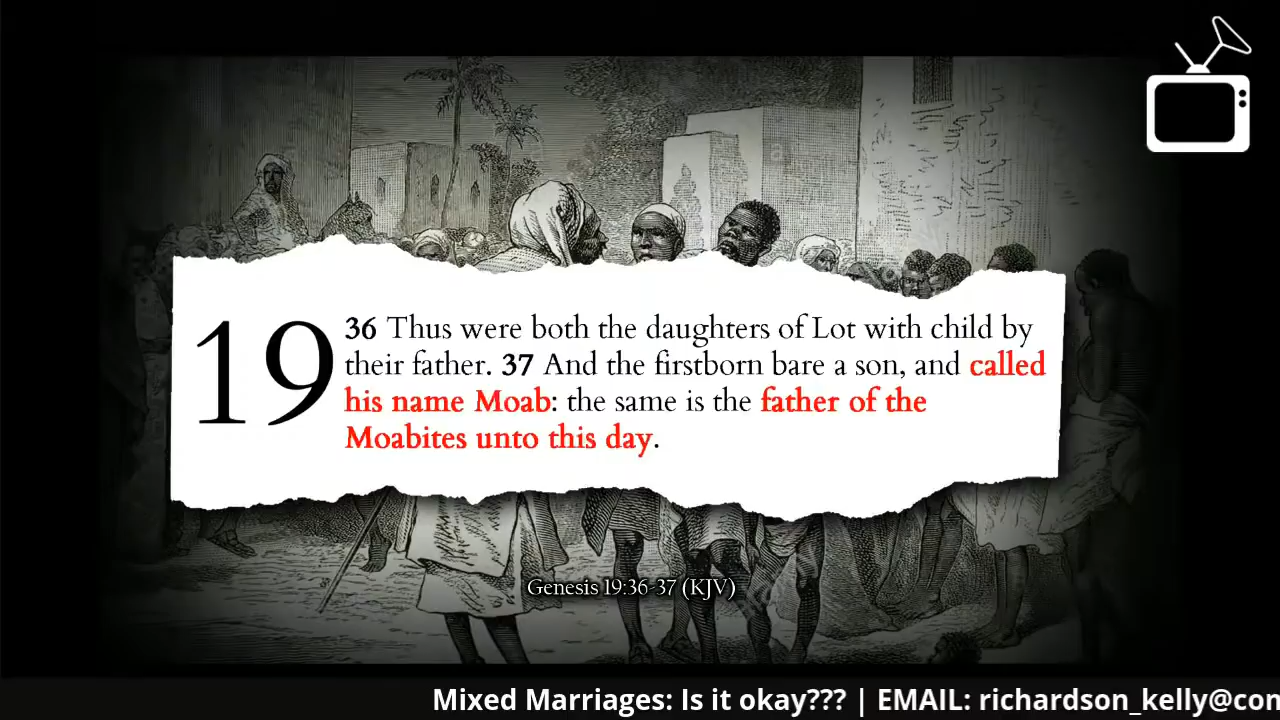 19
36 Thus were both the daughters of Lot with child by
their father. 37 And the firstborn bare a son, and called
his name Moab: the same is the father of the
Moabites unto this day.
Genesis 19:36-37 (KJV)
Mixed Marriages: Is it okay??? | EMAIL: richardson_kelly@con